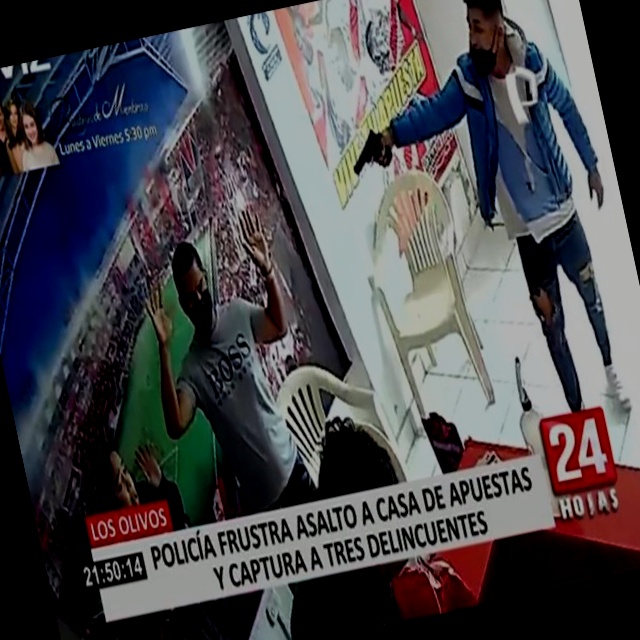 Lunes a Viernes 5:30 pm
BOSS
24
HORAS
LOS OLIVOS
21:50:14
POLICÍA FRUSTRA ASALTO A CASA DE APUESTAS
Y CAPTURA A TRES DELINCUENTES